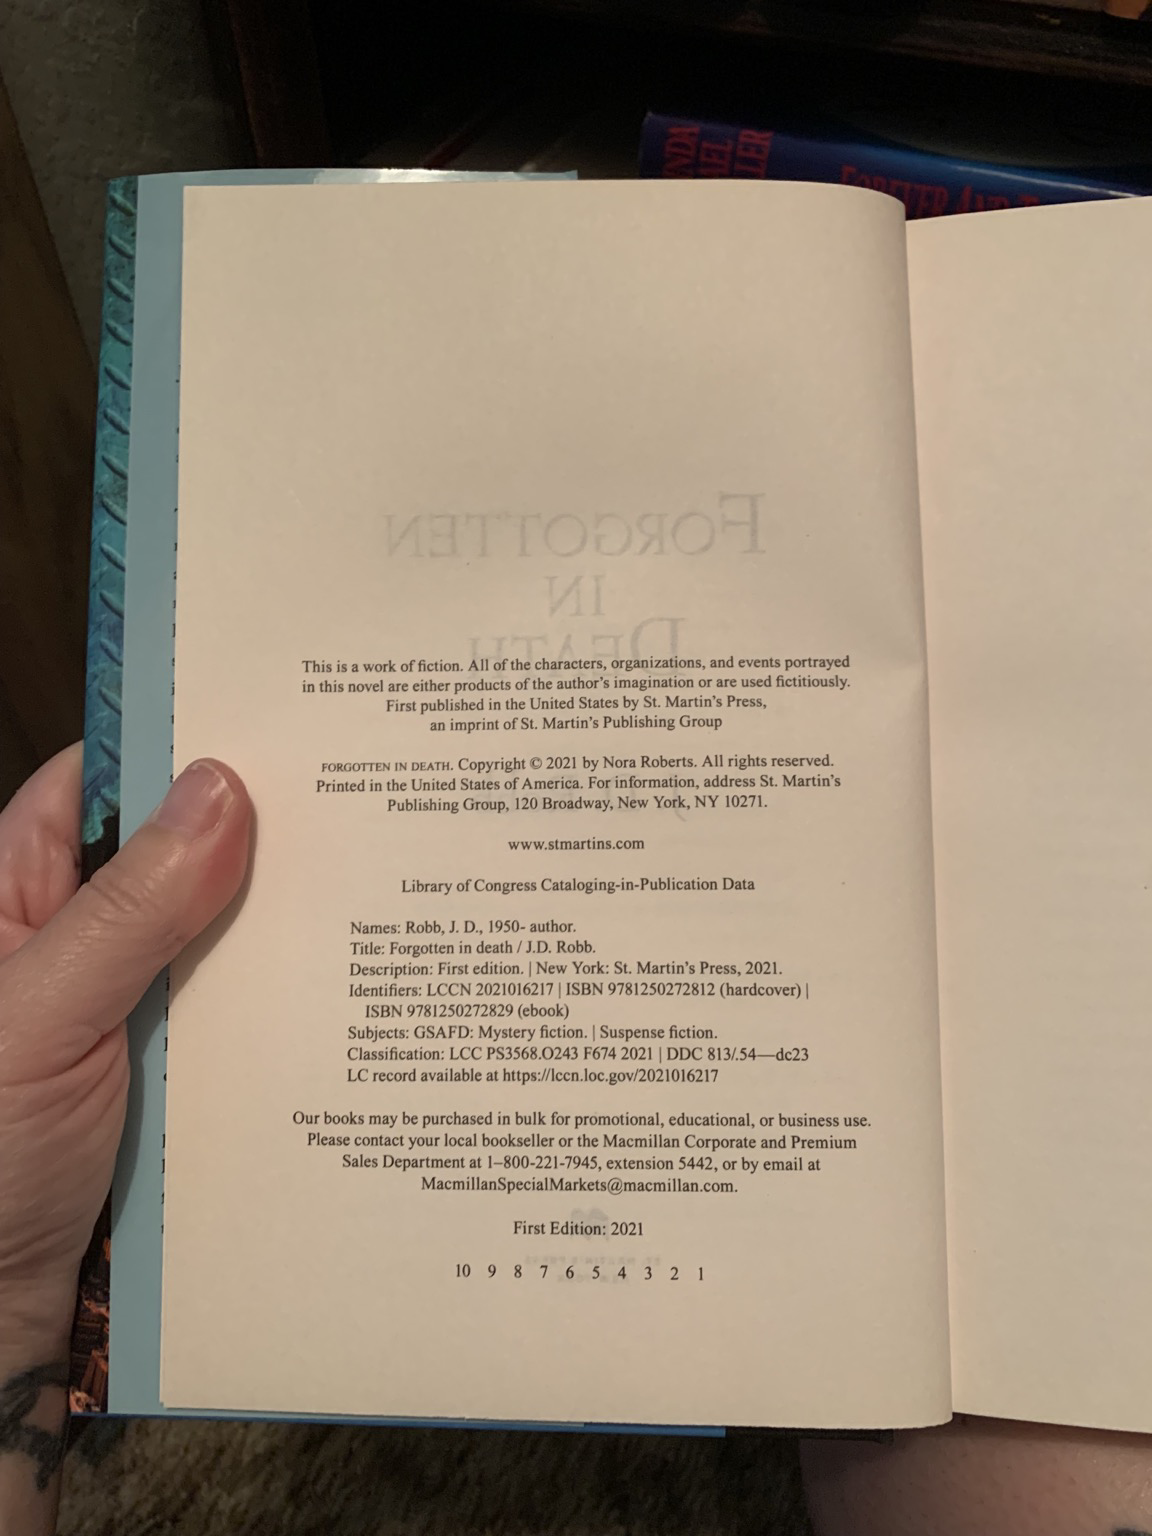 NDA
AEL
LLER
FOREVER AND
FORGOTTEN
IN
DEATH
This is a work of fiction. All of the characters, organizations, and events portrayed
in this novel are either products of the author's imagination or are used fictitiously.
First published in the United States by St. Martin's Press,
an imprint of St. Martin's Publishing Group
FORGOTTEN IN DEATH. Copyright © 2021 by Nora Roberts. All rights reserved.
Printed in the United States of America. For information, address St. Martin's
Publishing Group, 120 Broadway, New York, NY 10271.
www.stmartins.com
Library of Congress Cataloging-in-Publication Data
Names: Robb, J. D., 1950- author.
Title: Forgotten in death / J.D. Robb.
Description: First edition. | New York: St. Martin's Press, 2021.
Identifiers: LCCN 2021016217 | ISBN 9781250272812 (hardcover) |
ISBN 9781250272829 (ebook)
Subjects: GSAFD: Mystery fiction. | Suspense fiction.
Classification: LCC PS3568.O243 F674 2021 | DDC 813/.54—dc23
LC record available at https://lccn.loc.gov/2021016217
Our books may be purchased in bulk for promotional, educational, or business use.
Please contact your local bookseller or the Macmillan Corporate and Premium
Sales Department at 1–800-221-7945, extension 5442, or by email at
MacmillanSpecialMarkets@macmillan.com.
First Edition: 2021
10 9 8 7 6 5 4 3 2 1